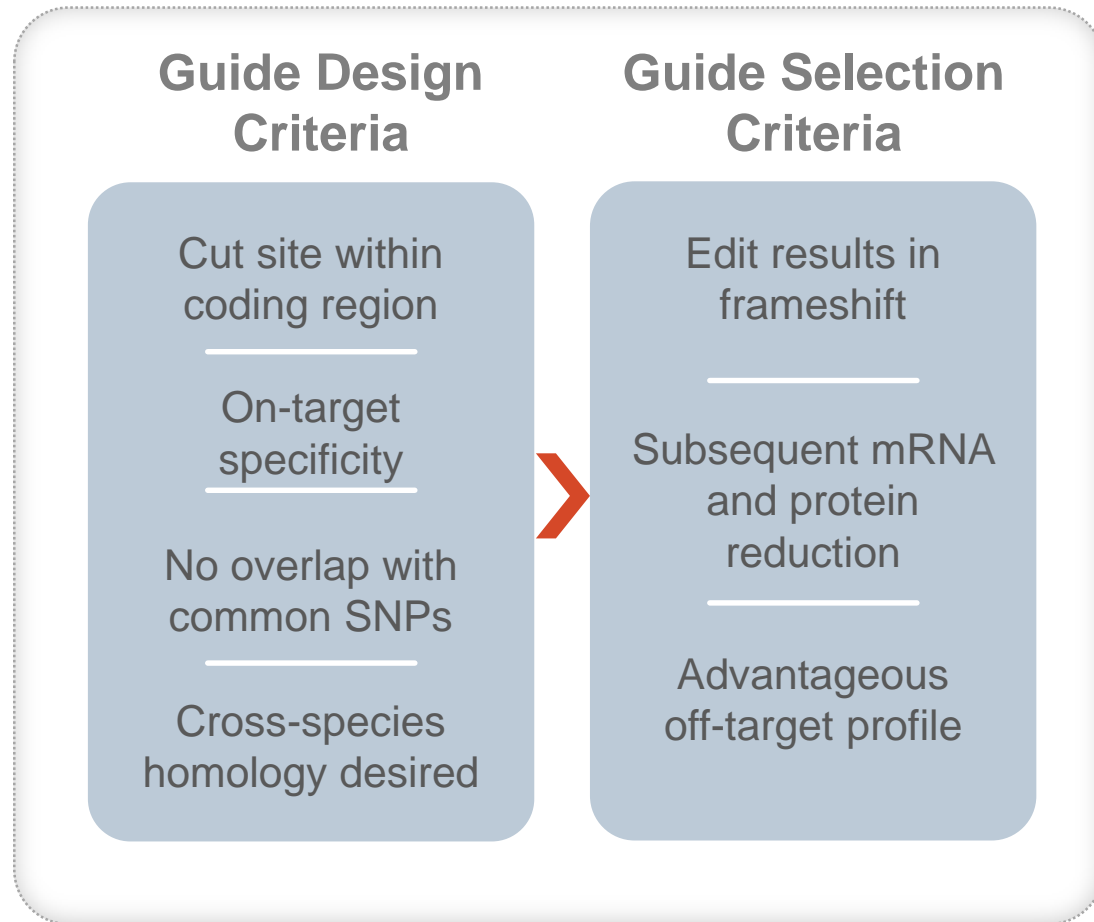 Guide Design
Criteria
Cut site within
coding region
On-target
specificity
No overlap with
common SNPs
Cross-species
homology desired
Guide Selection
Criteria
Edit results in
frameshift
Subsequent mRNA
and protein
reduction
Advantageous
off-target profile